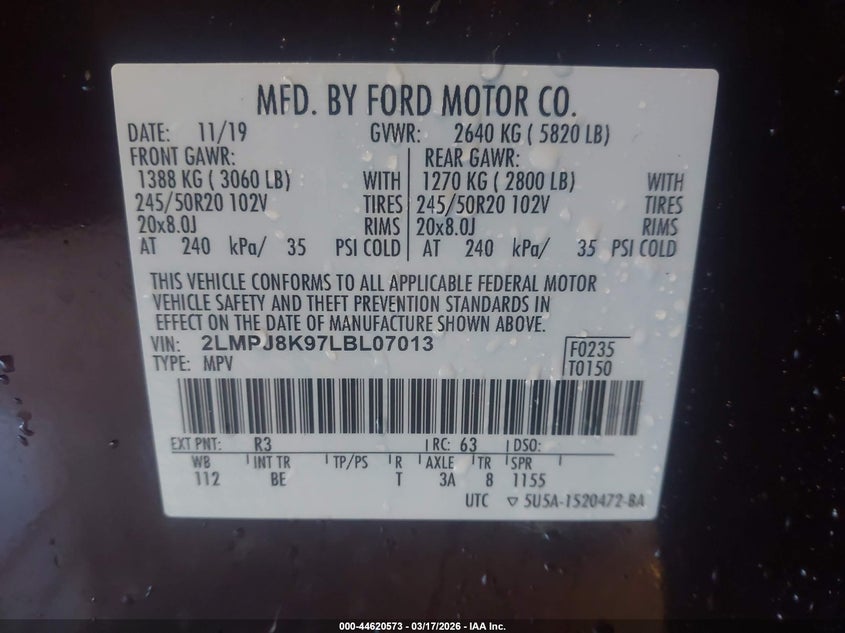 MFD. BY FORD MOTOR CO.
DATE: 11/19 GVWR: 2640 KG ( 5820 LB)
FRONT GAWR: REAR GAWR:
1388 KG ( 3060 LB) WITH 1270 KG ( 2800 LB) WITH
245/50R20 102V TIRES 245/50R20 102V TIRES
20x8.0J RIMS 20x8.0J RIMS
AT 240 kPa/ 35 PSI COLD AT 240 kPa/ 35 PSI COLD
THIS VEHICLE CONFORMS TO ALL APPLICABLE FEDERAL MOTOR
VEHICLE SAFETY AND THEFT PREVENTION STANDARDS IN
EFFECT ON THE DATE OF MANUFACTURE SHOWN ABOVE.
VIN: 2LMPJ8K97LBL07013 F0235
TYPE: MPV T0150
EXT PNT: R3 RC: 63 DSO:
WB INT TR TP/PS R AXLE TR SPR
112 BE T 3A 8 1155
UTC ▽ 5U5A-1520472-BA
000-44620573 — 03/17/2026 — IAA Inc.